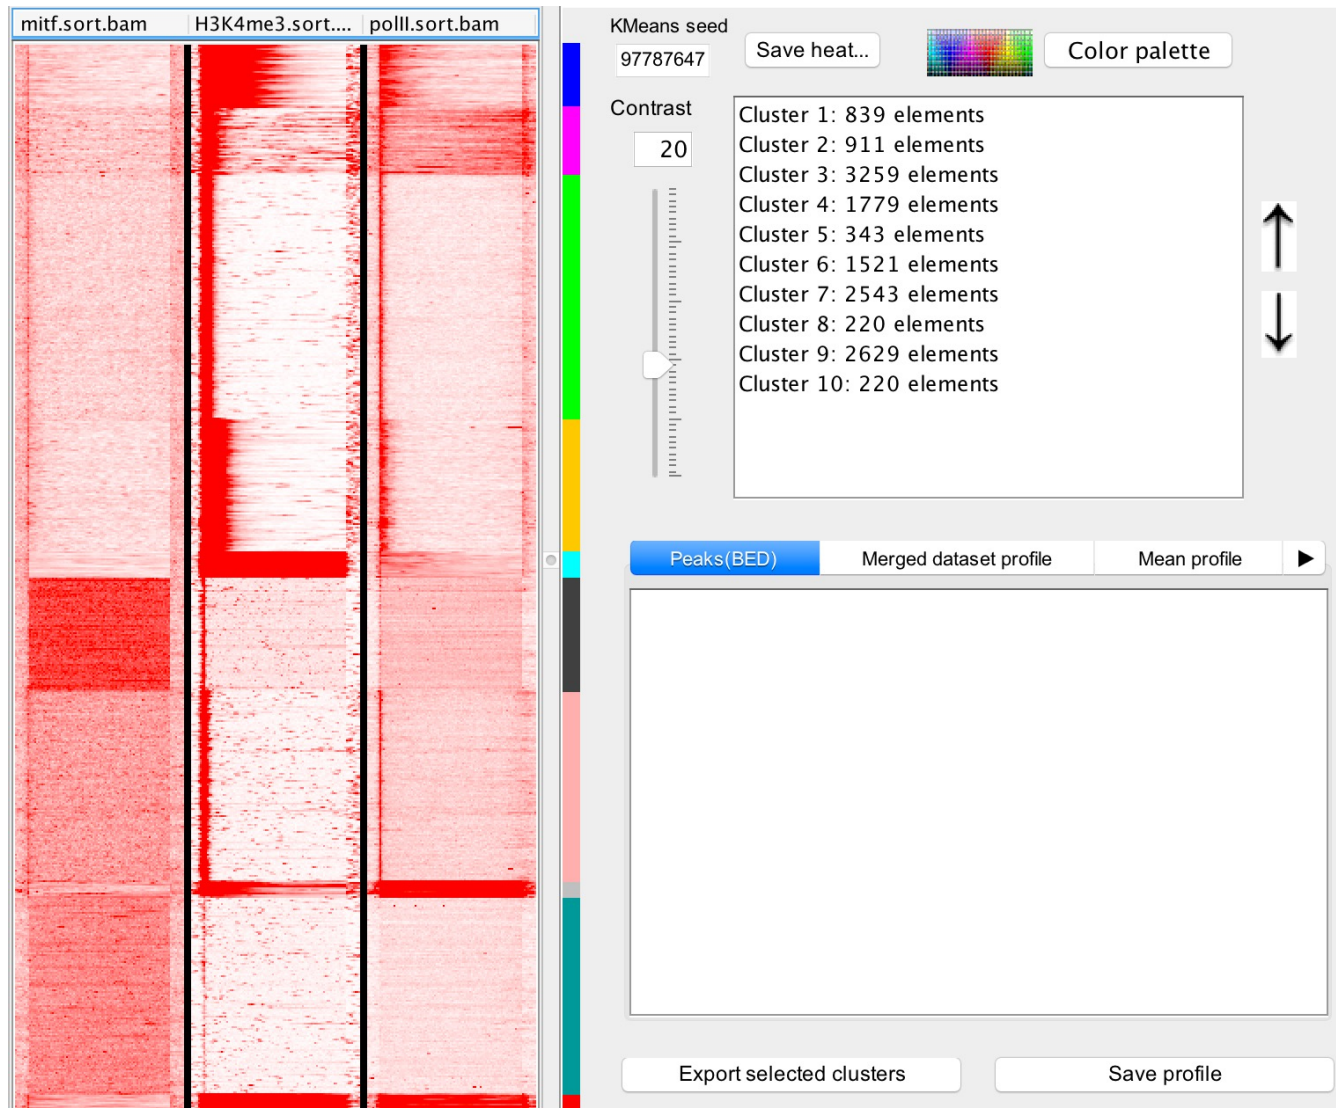 mitf.sort.bam H3K4me3.sort.... polII.sort.bam
KMeans seed
97787647
Save heat...
Color palette
Contrast
20
Cluster 1: 839 elements
Cluster 2: 911 elements
Cluster 3: 3259 elements
Cluster 4: 1779 elements
Cluster 5: 343 elements
Cluster 6: 1521 elements
Cluster 7: 2543 elements
Cluster 8: 220 elements
Cluster 9: 2629 elements
Cluster 10: 220 elements
Peaks(BED) Merged dataset profile Mean profile
Export selected clusters Save profile